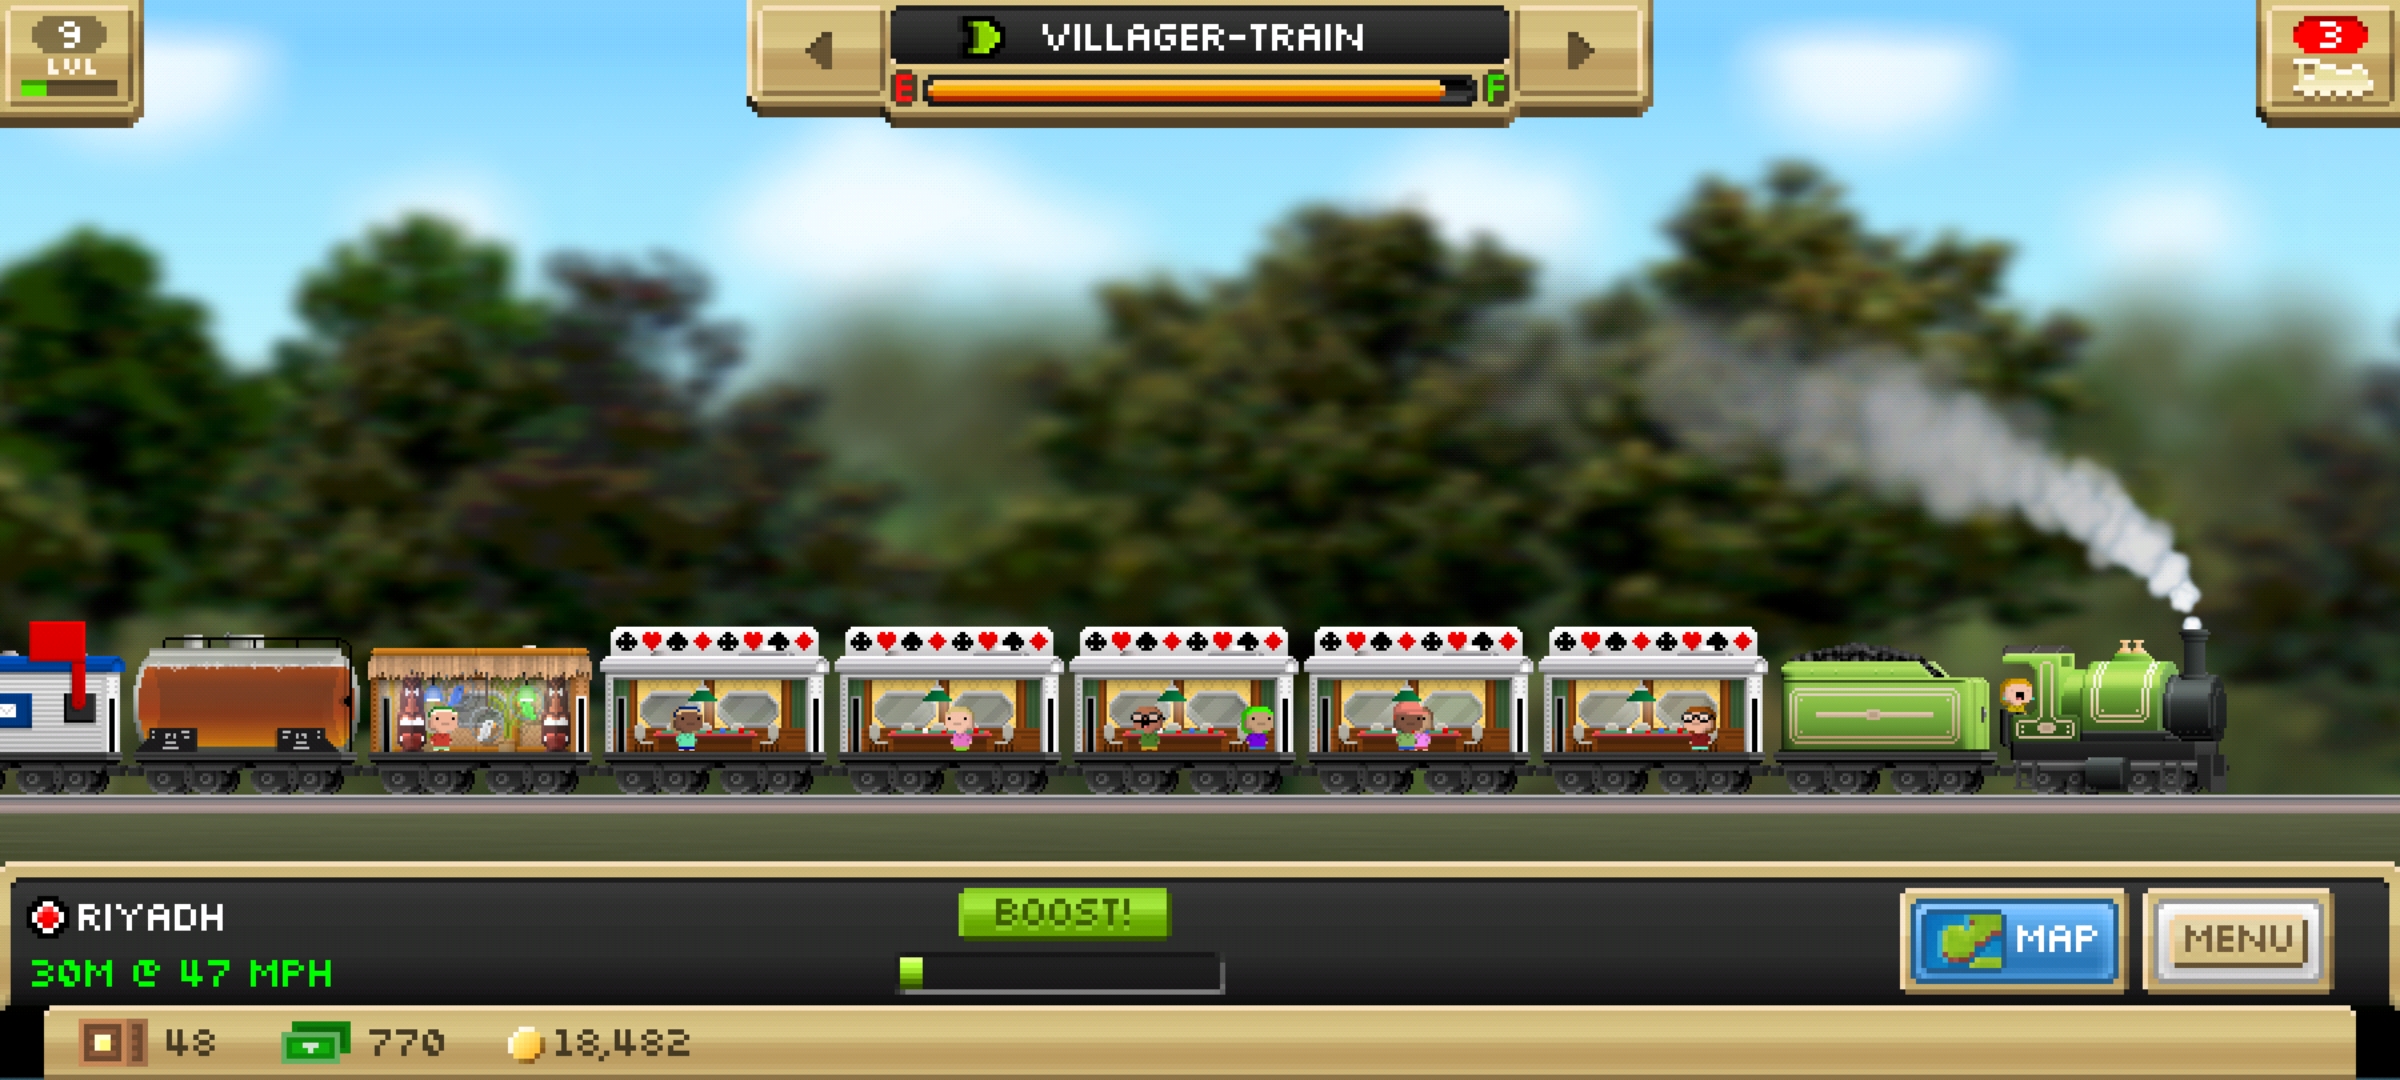 9
LVL
VILLAGER-TRAIN
E F
3
RIYADH
30M @ 47 MPH
BOOST!
MAP
MENU
48 770 18,482